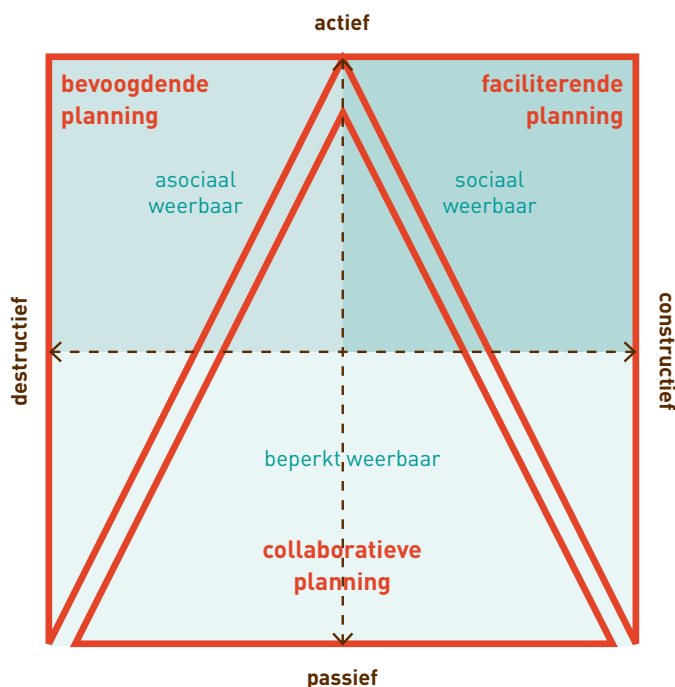 actief
bevoogdende
planning
faciliterende
planning
asociaal
weerbaar
sociaal
weerbaar
destructief
constructief
beperkt weerbaar
collaboratieve
planning
passief